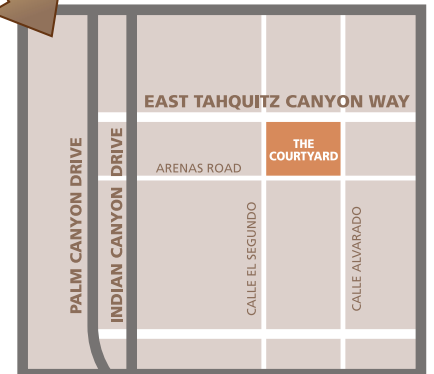 EAST TAHQUITZ CANYON WAY
THE
COURTYARD
ARENAS ROAD
PALM CANYON DRIVE
INDIAN CANYON DRIVE
CALLE EL SEGUNDO
CALLE ALVARADO